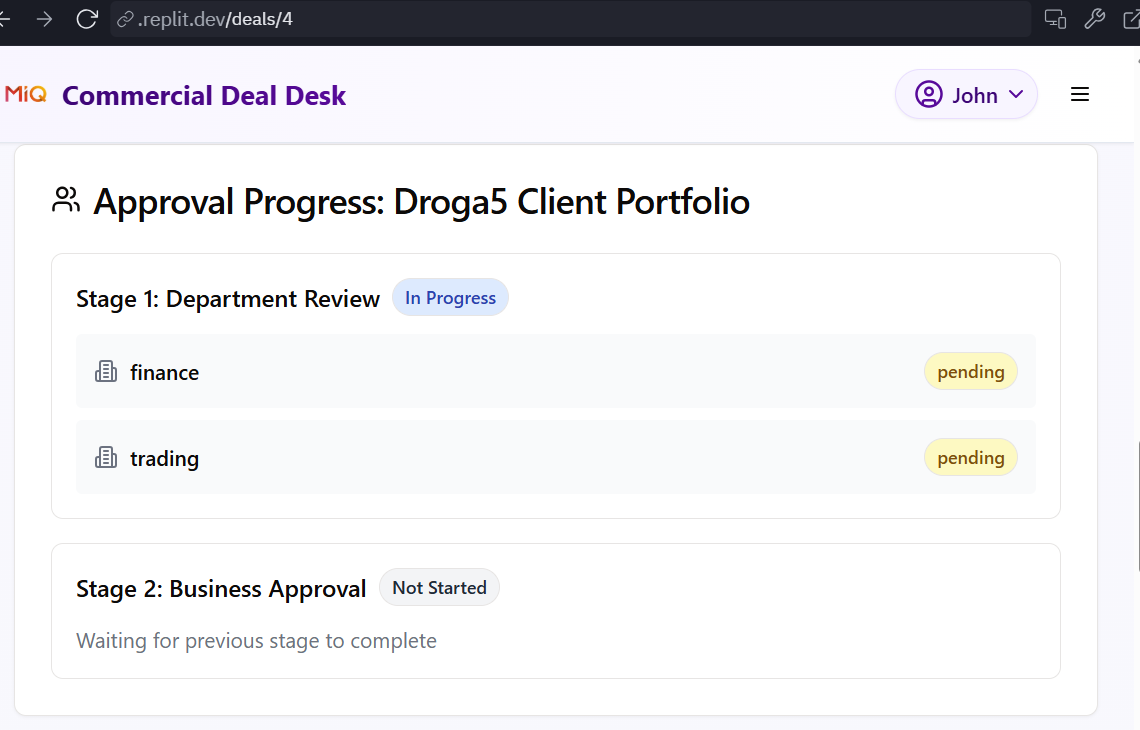 .replit.dev/deals/4
MiQ Commercial Deal Desk
John
Approval Progress: Droga5 Client Portfolio
Stage 1: Department Review In Progress
finance pending
trading pending
Stage 2: Business Approval Not Started
Waiting for previous stage to complete